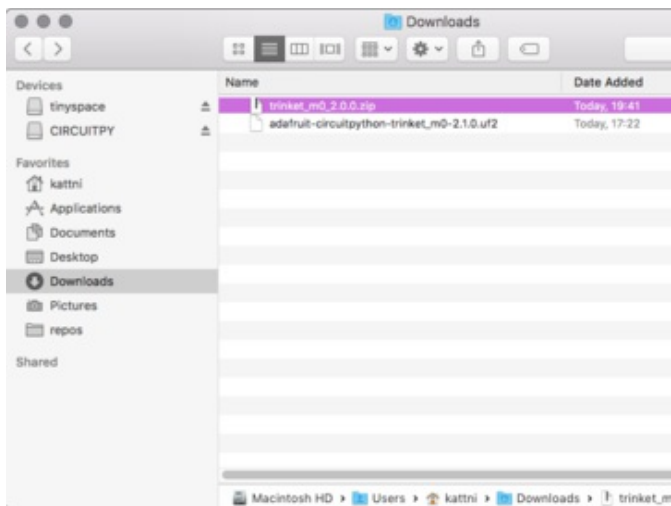 Downloads
Devices
tinyspace
CIRCUITPY
Favorites
kattni
Applications
Documents
Desktop
Downloads
Pictures
repos
Shared
Name Date Added
trinket_m0_2.0.0.zip Today, 19:41
adafruit-circuitpython-trinket_m0-2.1.0.uf2 Today, 17:22
Macintosh HD Users kattni Downloads trinket_m